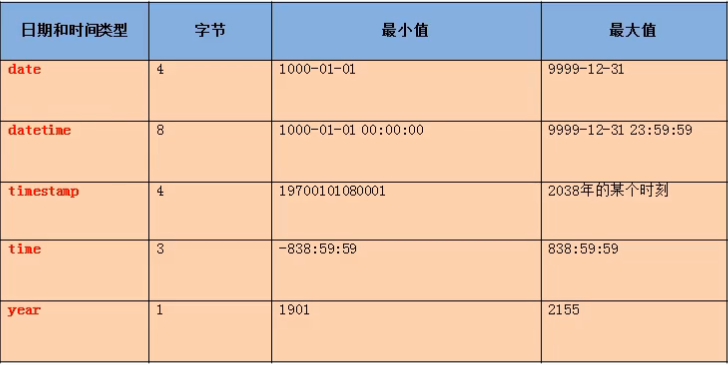 日期和时间类型 字节 最小值 最大值
date 4 1000-01-01 9999-12-31
datetime 8 1000-01-01 00:00:00 9999-12-31 23:59:59
timestamp 4 19700101080001 2038年的某个时刻
time 3 -838:59:59 838:59:59
year 1 1901 2155